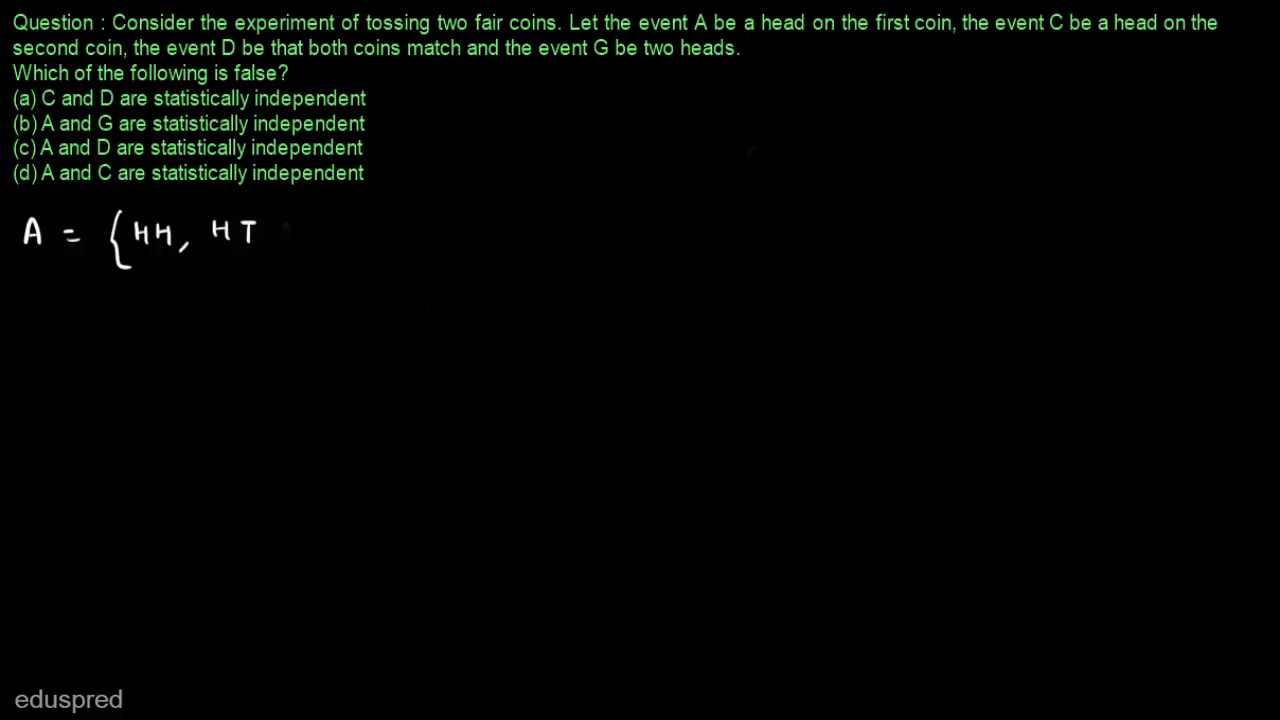 Question : Consider the experiment of tossing two fair coins. Let the event A be a head on the first coin, the event C be a head on the
second coin, the event D be that both coins match and the event G be two heads.
Which of the following is false?
(a) C and D are statistically independent
(b) A and G are statistically independent
(c) A and D are statistically independent
(d) A and C are statistically independent
A = {HH, HT
eduspred